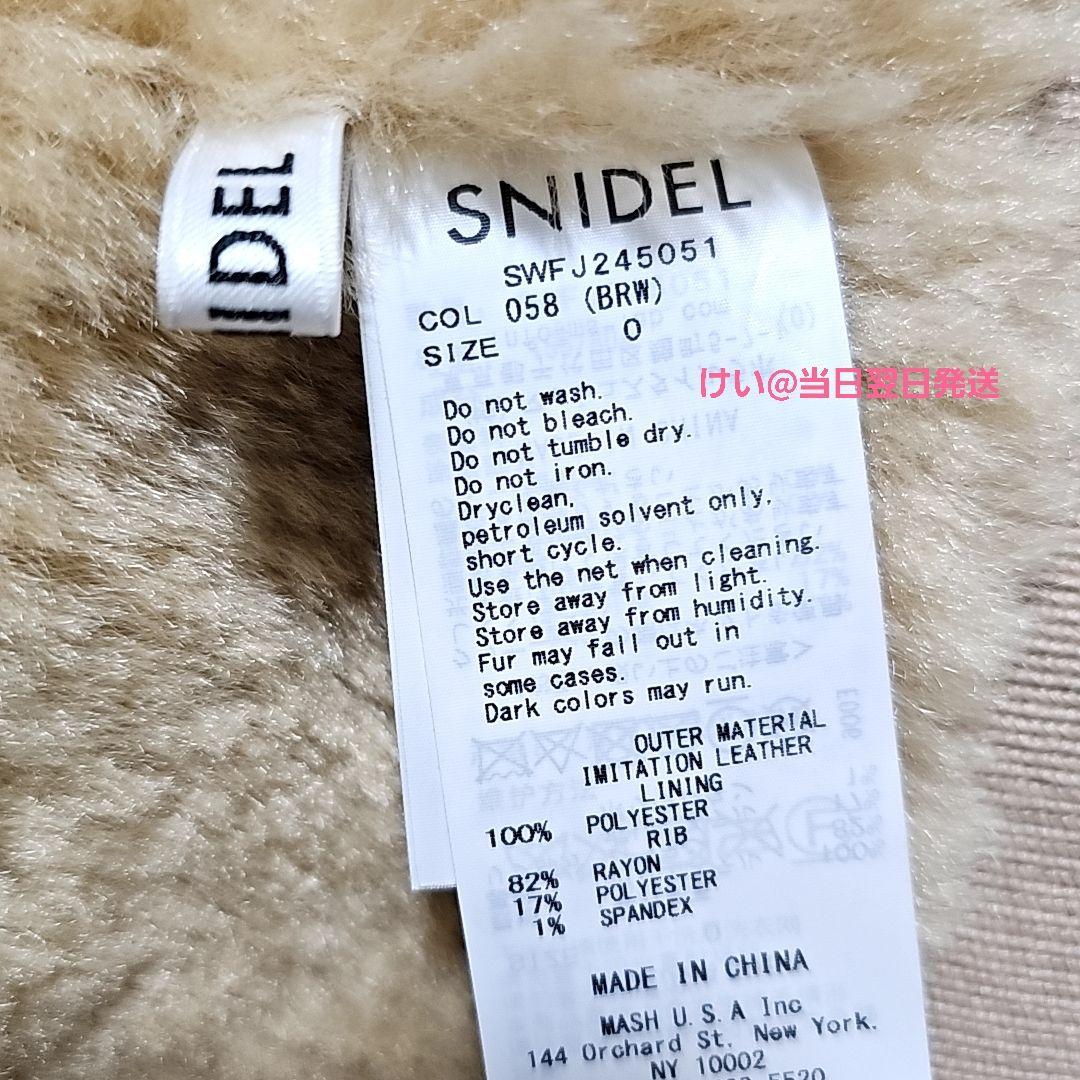 IIDEL
SNIDEL
SWFJ245051
COL 058 (BRW)
SIZE 0
けい@当日翌日発送
Do not wash.
Do not bleach.
Do not tumble dry.
Do not iron.
Dryclean,
petroleum solvent only,
short cycle.
Use the net when cleaning.
Store away from light.
Store away from humidity.
Fur may fall out in
some cases.
Dark colors may run.
OUTER MATERIAL
IMITATION LEATHER
LINING
100% POLYESTER
RIB
82% RAYON
17% POLYESTER
1% SPANDEX
MADE IN CHINA
MASH U.S.A Inc
144 Orchard St. New York.
NY 10002
5520